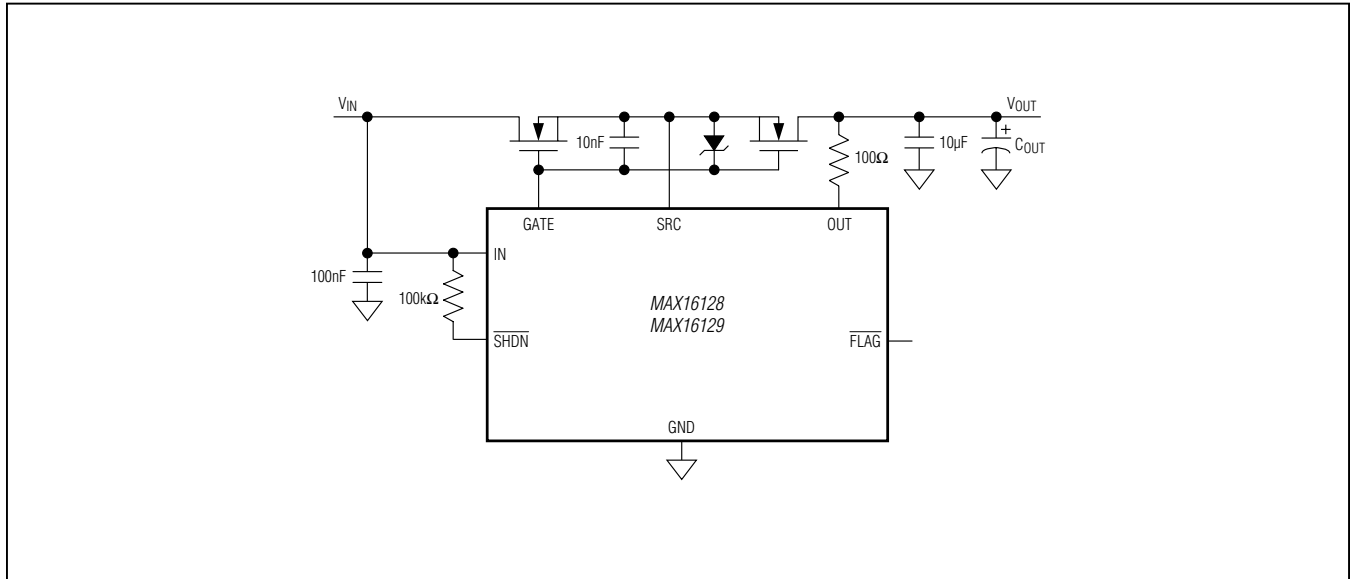 VIN
VOUT
10nF
100Ω
10µF
+
COUT
GATE
SRC
OUT
IN
100nF
100kΩ
MAX16128
MAX16129
SHDN
FLAG
GND